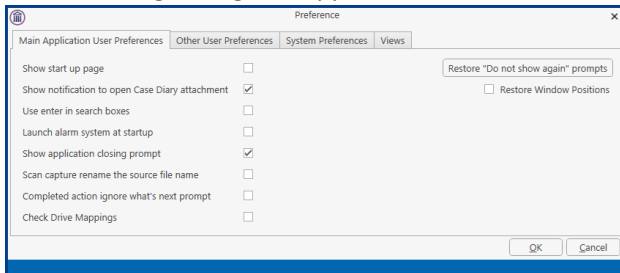 Preference
Main Application User Preferences Other User Preferences System Preferences Views
Show start up page
Restore "Do not show again" prompts
Show notification to open Case Diary attachment
Restore Window Positions
Use enter in search boxes
Launch alarm system at startup
Show application closing prompt
Scan capture rename the source file name
Completed action ignore what's next prompt
Check Drive Mappings
OK Cancel